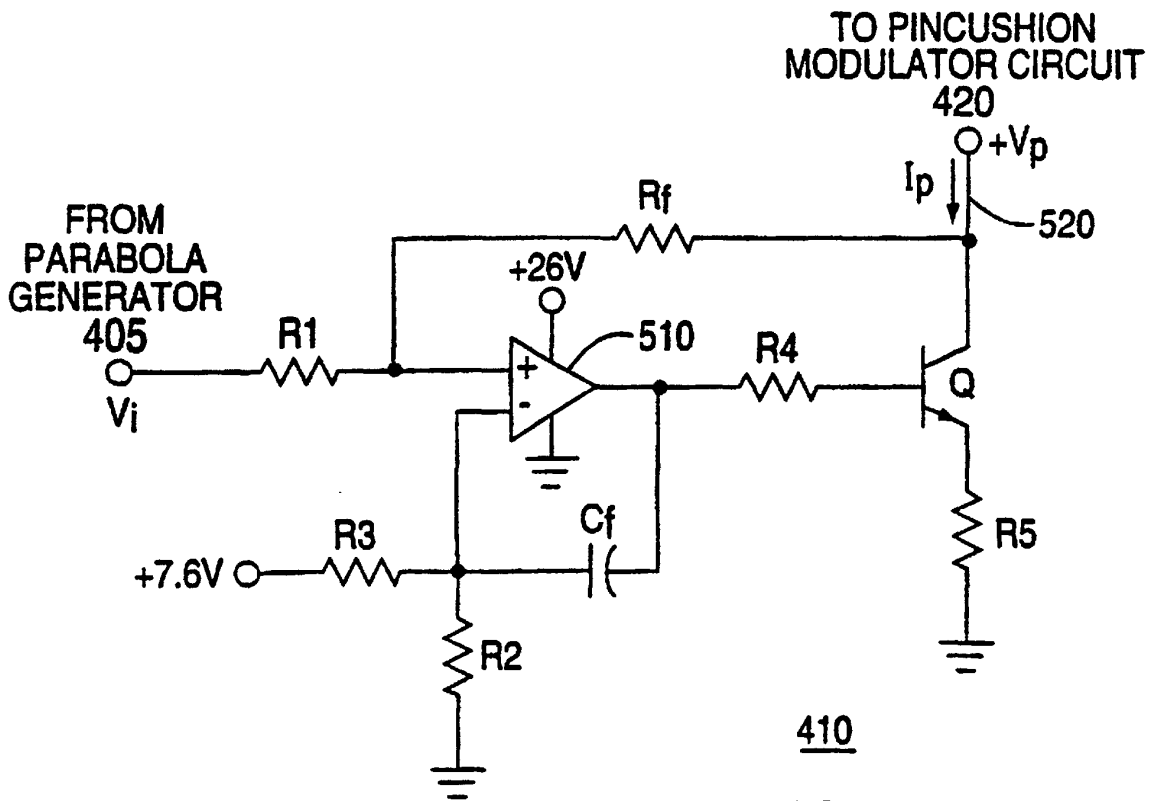 TO PINCUSHION
MODULATOR CIRCUIT
420
+Vp
Ip
520
Rf
FROM
PARABOLA
GENERATOR
405
Vi
R1
+26V
510
+
-
R4
Q
R5
Cf
R3
+7.6V
R2
410